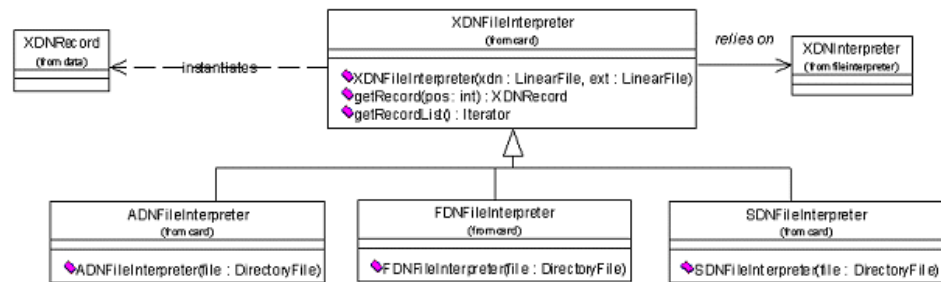 XDNFileInterpreter
(from card)
XDNFileInterpreter(xdn : LinearFile, ext : LinearFile)
getRecord(pos: int) : XDNRecord
getRecordList() : Iterator
XDNRecord
(from data)
instantiates
relies on
XDNInterpreter
(from fileinterpreter)
ADNFileInterpreter
(from card)
ADNFileInterpreter(file : DirectoryFile)
FDNFileInterpreter
(from card)
FDNFileInterpreter(file : DirectoryFile)
SDNFileInterpreter
(from card)
SDNFileInterpreter(file : DirectoryFile)